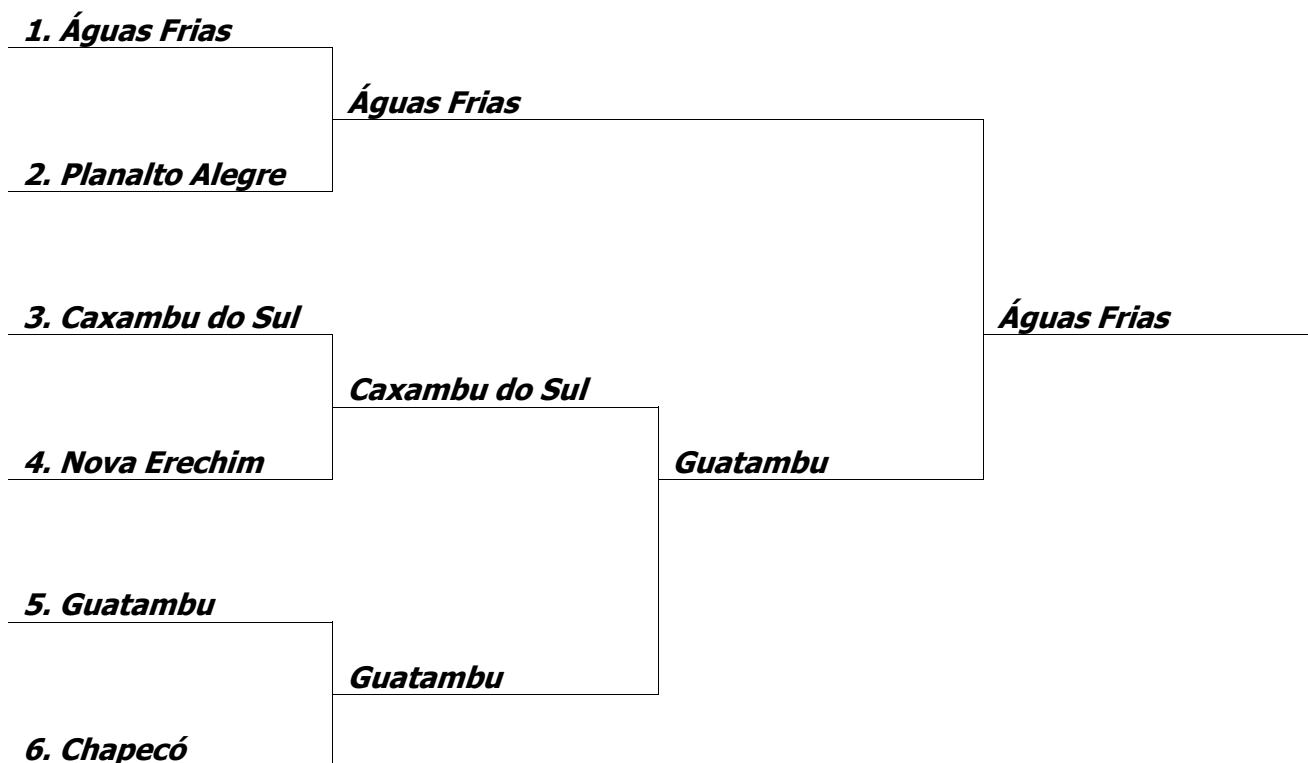 1. Águas Frias
Águas Frias
2. Planalto Alegre
3. Caxambu do Sul
Águas Frias
Caxambu do Sul
4. Nova Erechim
Guatambu
5. Guatambu
Guatambu
6. Chapecó